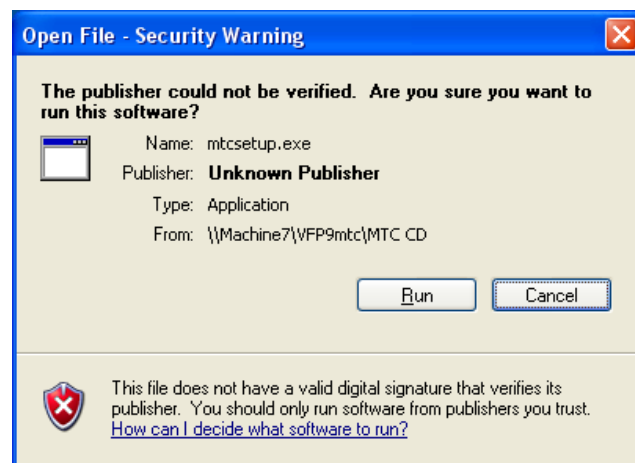 Open File - Security Warning
The publisher could not be verified.  Are you sure you want to
run this software?
Name: mtcsetup.exe
Publisher: Unknown Publisher
Type: Application
From: \\Machine7\VFP9mtc\MTC CD
Run Cancel
This file does not have a valid digital signature that verifies its
publisher.  You should only run software from publishers you trust.
How can I decide what software to run?